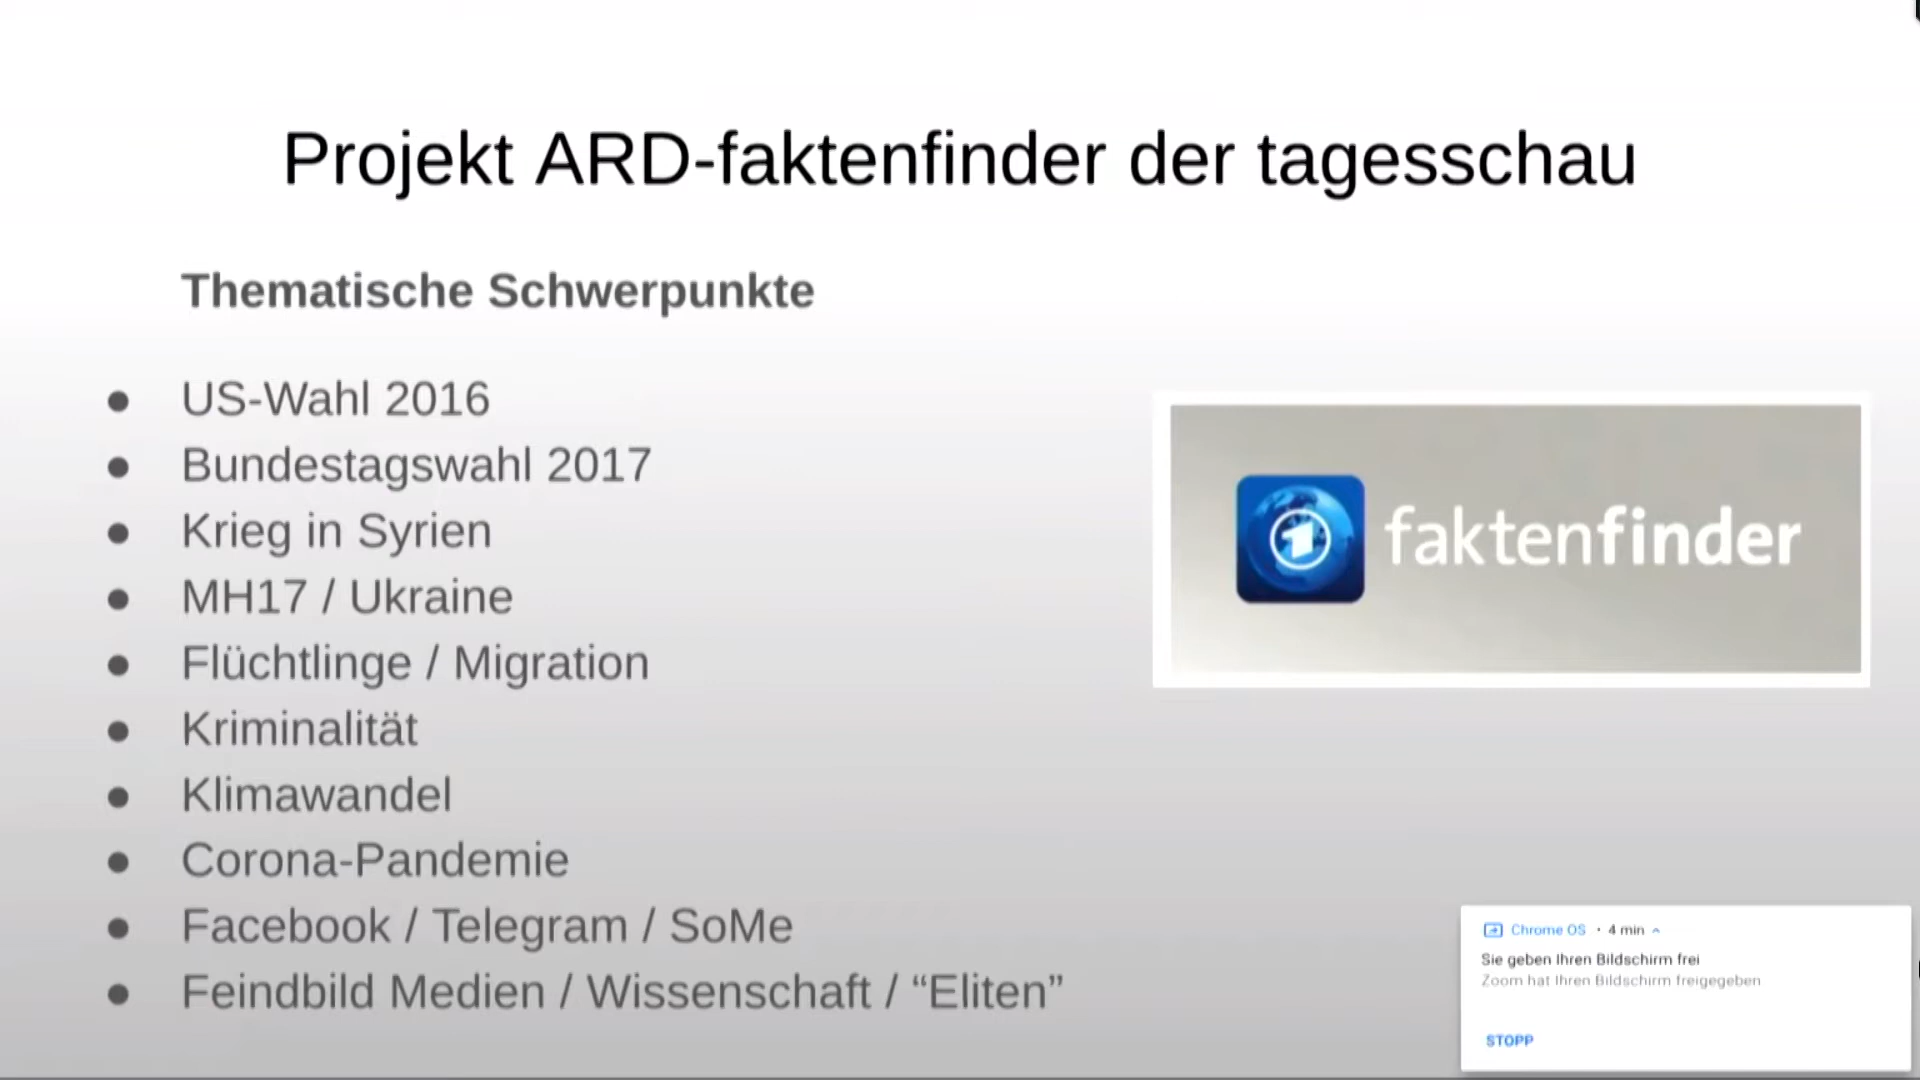 Projekt ARD-faktenfinder der tagesschau
Thematische Schwerpunkte
● US-Wahl 2016
● Bundestagswahl 2017
● Krieg in Syrien
● MH17 / Ukraine
● Flüchtlinge / Migration
● Kriminalität
● Klimawandel
● Corona-Pandemie
● Facebook / Telegram / SoMe
● Feindbild Medien / Wissenschaft / “Eliten”
1 faktenfinder
Chrome OS · 4 min
Sie geben Ihren Bildschirm frei
Zoom hat Ihren Bildschirm freigegeben
STOPP